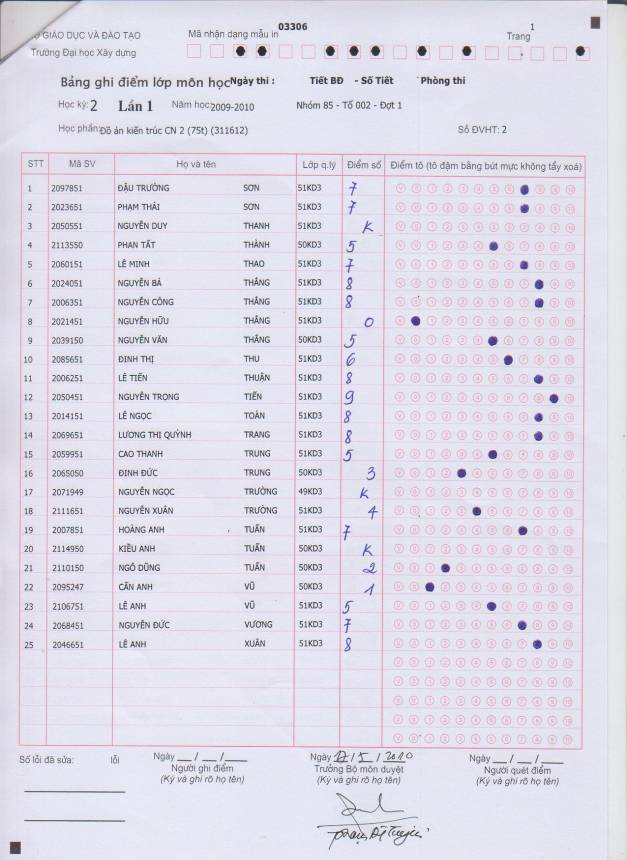 03306
1
GIÁO DỤC VÀ ĐÀO TẠO
Mã nhận dạng mẫu in
Trang
Trường Đại học Xây dựng
Bảng ghi điểm lớp môn học Ngày thi : Tiết BĐ - Số Tiết Phòng thi
Học kỳ: 2 Lần 1 Năm học: 2009-2010 Nhóm 85 - Tổ 002 - Đợt 1
Học phần: Đồ án kiến trúc CN 2 (75t) (311612) Số ĐVHT: 2
STT Mã SV Họ và tên Lớp q.lý Điểm số Điểm tô (tô đậm bằng bút mực không tẩy xoá)
1 2097851 ĐẬU TRƯỜNG SƠN 51KD3 7
2 2023651 PHẠM THÁI SƠN 51KD3 7
3 2050551 NGUYỄN DUY THANH 51KD3 K
4 2113550 PHAN TẤT THÀNH 50KD3 5
5 2060151 LÊ MINH THAO 51KD3 7
6 2024051 NGUYỄN BÁ THẮNG 51KD3 8
7 2006351 NGUYỄN CÔNG THẮNG 51KD3 8
8 2021451 NGUYỄN HỮU THẮNG 51KD3 0
9 2039150 NGUYỄN VĂN THẮNG 50KD3 5
10 2085651 ĐINH THỊ THU 51KD3 6
11 2006251 LÊ TIẾN THUẬN 51KD3 8
12 2050451 NGUYỄN TRỌNG TIẾN 51KD3 9
13 2014151 LÊ NGỌC TOÀN 51KD3 8
14 2069651 LƯƠNG THỊ QUỲNH TRANG 51KD3 8
15 2059951 CAO THANH TRUNG 51KD3 5
16 2065050 ĐINH ĐỨC TRUNG 50KD3 3
17 2071949 NGUYỄN NGỌC TRƯỜNG 49KD3 K
18 2111651 NGUYỄN XUÂN TRƯỜNG 51KD3 4
19 2007851 HOÀNG ANH TUẤN 51KD3 7
20 2114950 KIỀU ANH TUẤN 50KD3 K
21 2110150 NGÔ DŨNG TUẤN 50KD3 2
22 2095247 CẤN ANH VŨ 50KD3 1
23 2106751 LÊ ANH VŨ 51KD3 5
24 2068451 NGUYỄN ĐỨC VƯƠNG 51KD3 7
25 2046651 LÊ ANH XUÂN 51KD3 8
Số lỗi đã sửa: lỗi Ngày __/__/__ Ngày 12/5/2010 Ngày __/__/__
Người ghi điểm Trưởng Bộ môn duyệt Người quét điểm
(Ký và ghi rõ họ tên) (Ký và ghi rõ họ tên) (Ký và ghi rõ họ tên)